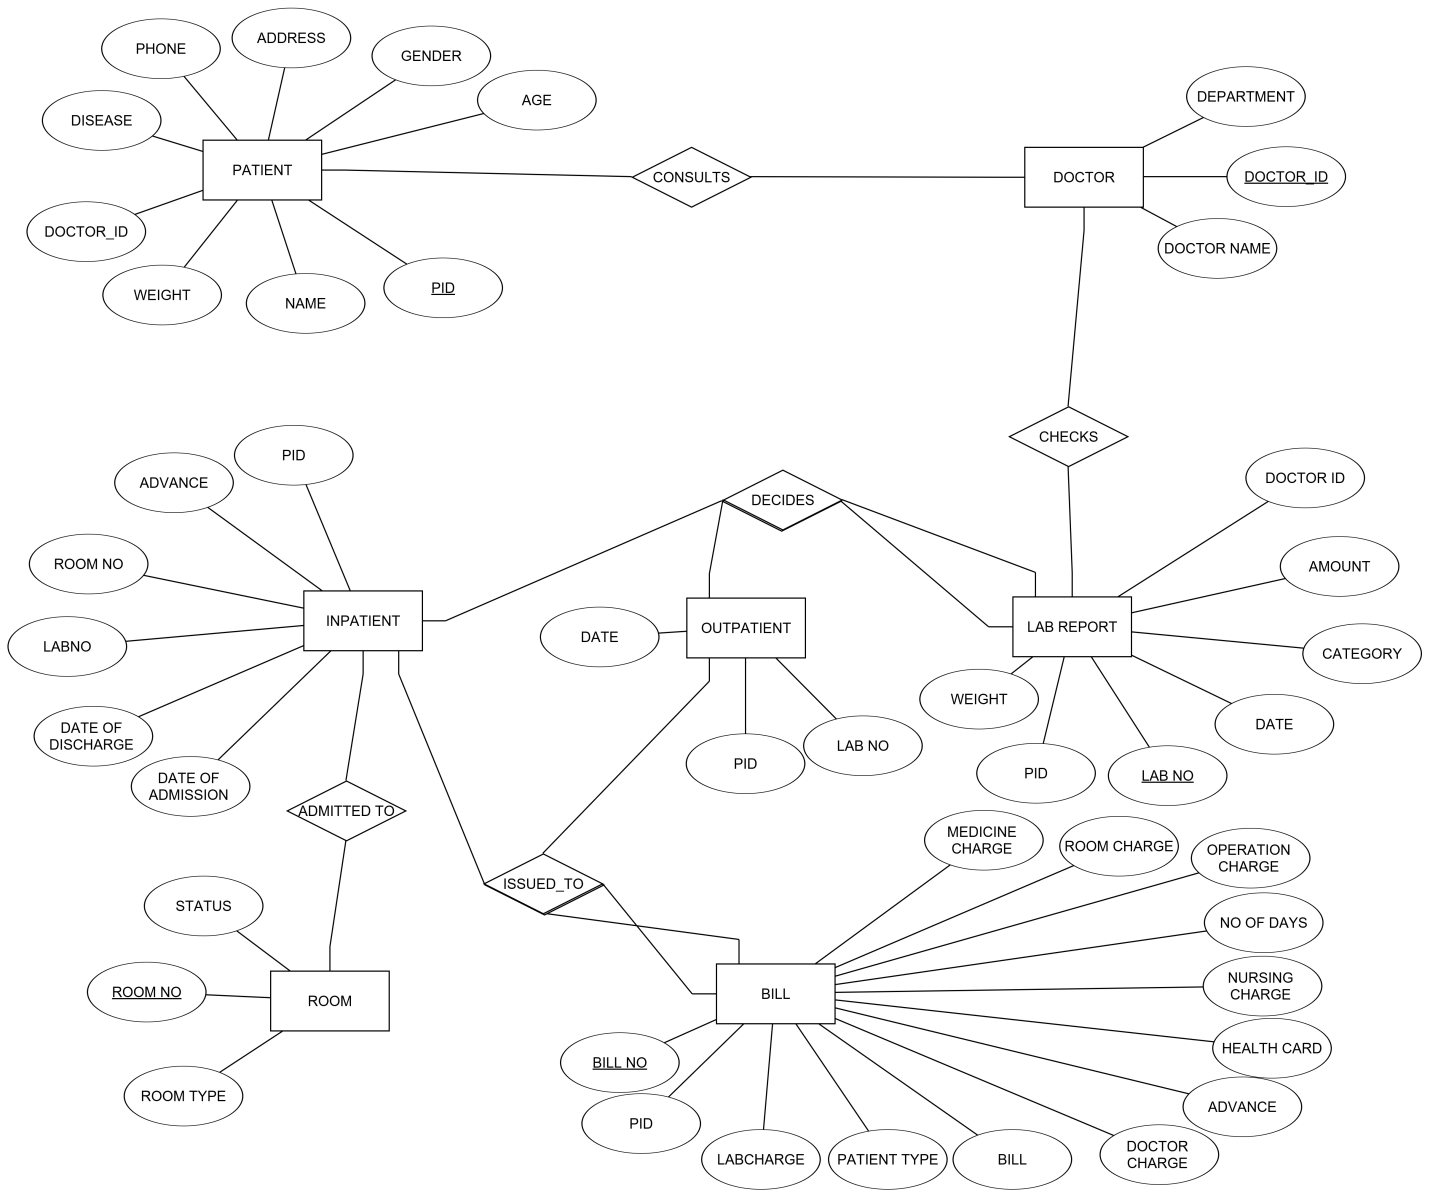 PHONE
ADDRESS
GENDER
AGE
DISEASE
PATIENT
DOCTOR_ID
WEIGHT
NAME
PID
CONSULTS
DEPARTMENT
DOCTOR
DOCTOR_ID
DOCTOR NAME
CHECKS
PID
ADVANCE
ROOM NO
INPATIENT
LABNO
DATE OF
DISCHARGE
DATE OF
ADMISSION
DECIDES
DATE
OUTPATIENT
PID
LAB NO
DOCTOR ID
AMOUNT
LAB REPORT
CATEGORY
WEIGHT
DATE
PID
LAB NO
ADMITTED TO
ISSUED_TO
STATUS
ROOM NO
ROOM
ROOM TYPE
MEDICINE
CHARGE
ROOM CHARGE
OPERATION
CHARGE
NO OF DAYS
NURSING
CHARGE
BILL
HEALTH CARD
BILL NO
ADVANCE
PID
LABCHARGE
PATIENT TYPE
BILL
DOCTOR
CHARGE